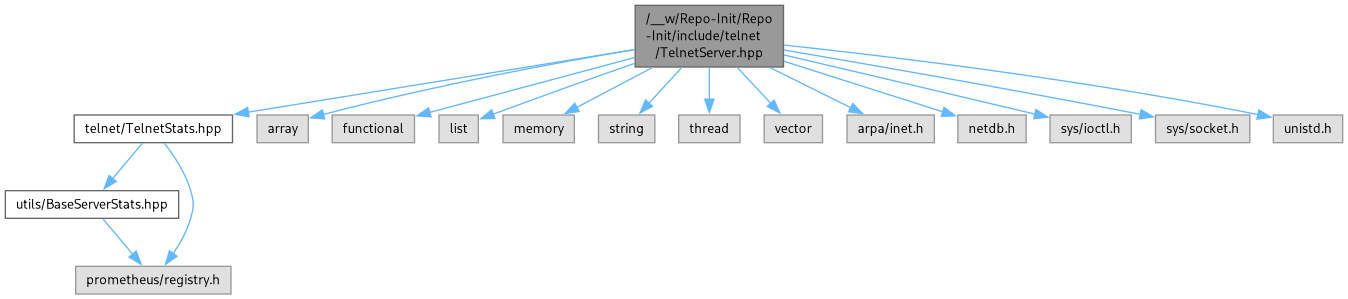 /__w/Repo-Init/Repo
-Init/include/telnet
/TelnetServer.hpp
telnet/TelnetStats.hpp
array
functional
list
memory
string
thread
vector
arpa/inet.h
netdb.h
sys/ioctl.h
sys/socket.h
unistd.h
utils/BaseServerStats.hpp
prometheus/registry.h